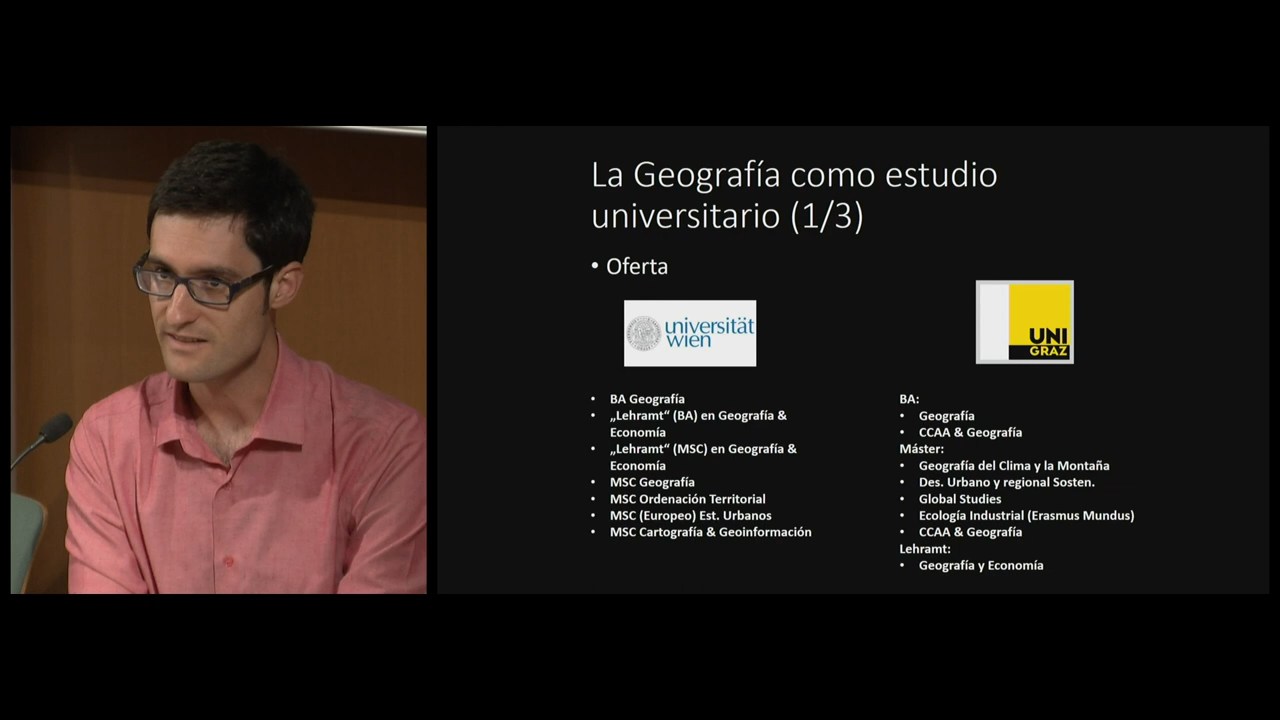 La Geografía como estudio
universitario (1/3)
• Oferta
universität
wien
UNI
GRAZ
• BA Geografía
• „Lehramt“ (BA) en Geografía &
Economía
• „Lehramt“ (MSC) en Geografía &
Economía
• MSC Geografía
• MSC Ordenación Territorial
• MSC (Europeo) Est. Urbanos
• MSC Cartografía & Geoinformación
BA:
• Geografía
• CCAA & Geografía
Máster:
• Geografía del Clima y la Montaña
• Des. Urbano y regional Sosten.
• Global Studies
• Ecología Industrial (Erasmus Mundus)
• CCAA & Geografía
Lehramt:
• Geografía y Economía